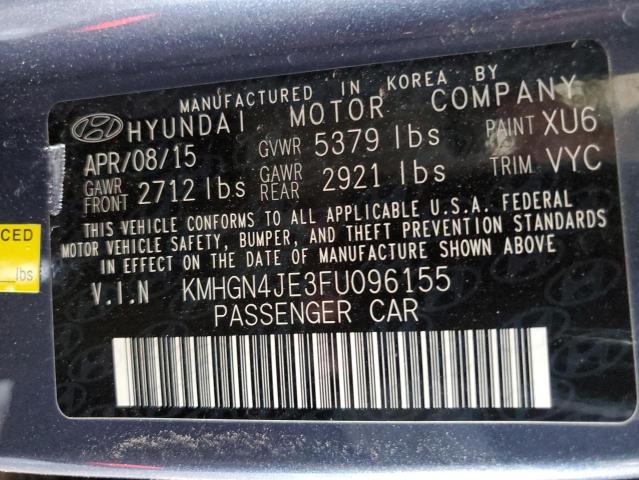 MANUFACTURED IN KOREA BY
HYUNDAI MOTOR COMPANY
APR/08/15 GVWR 5379 lbs PAINT XU6
GAWR FRONT 2712 lbs GAWR REAR 2921 lbs TRIM VYC
THIS VEHICLE CONFORMS TO ALL APPLICABLE U.S.A. FEDERAL
MOTOR VEHICLE SAFETY, BUMPER, AND THEFT PREVENTION STANDARDS
IN EFFECT ON THE DATE OF MANUFACTURE SHOWN ABOVE.
V.I.N KMHGN4JE3FU096155
PASSENGER CAR
CED
lbs